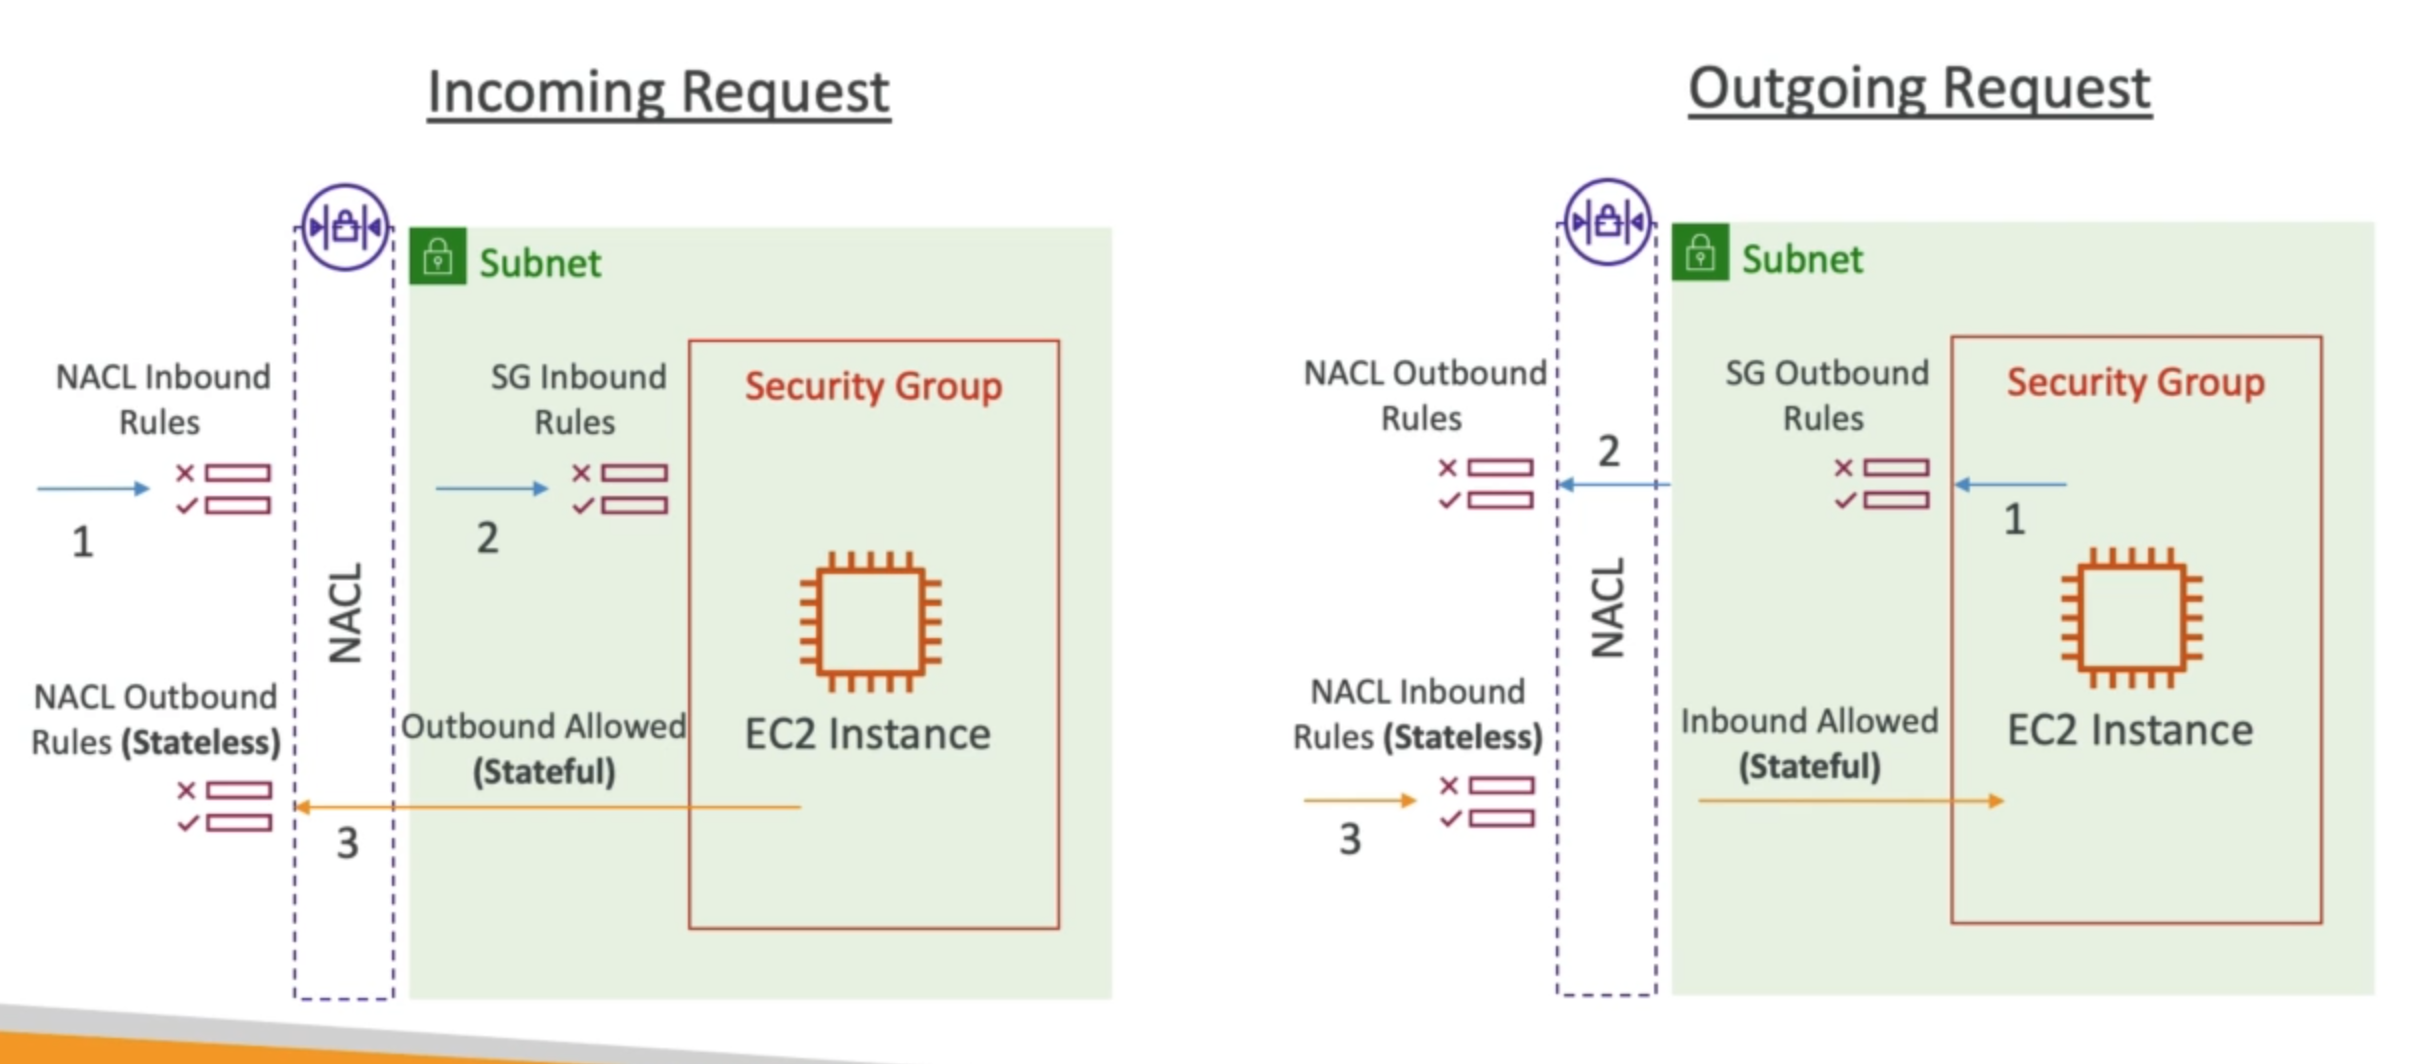 Incoming Request
Subnet
NACL Inbound
Rules
SG Inbound
Rules
Security Group
1
2
NACL
NACL Outbound
Rules (Stateless)
Outbound Allowed
(Stateful)
EC2 Instance
3
Outgoing Request
Subnet
NACL Outbound
Rules
2
SG Outbound
Rules
Security Group
1
NACL
NACL Inbound
Rules (Stateless)
Inbound Allowed
(Stateful)
EC2 Instance
3